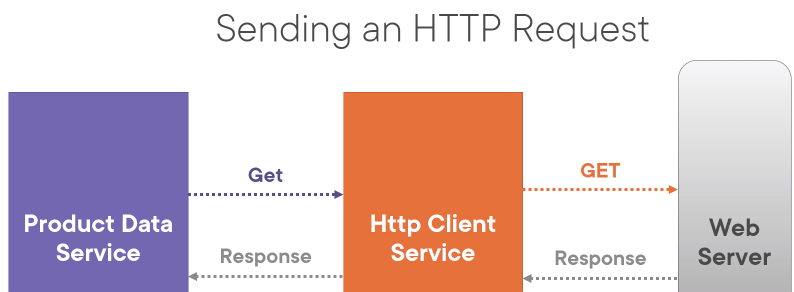 Sending an HTTP Request
Get
GET
Product Data
Service
Http Client
Service
Web
Server
Response
Response